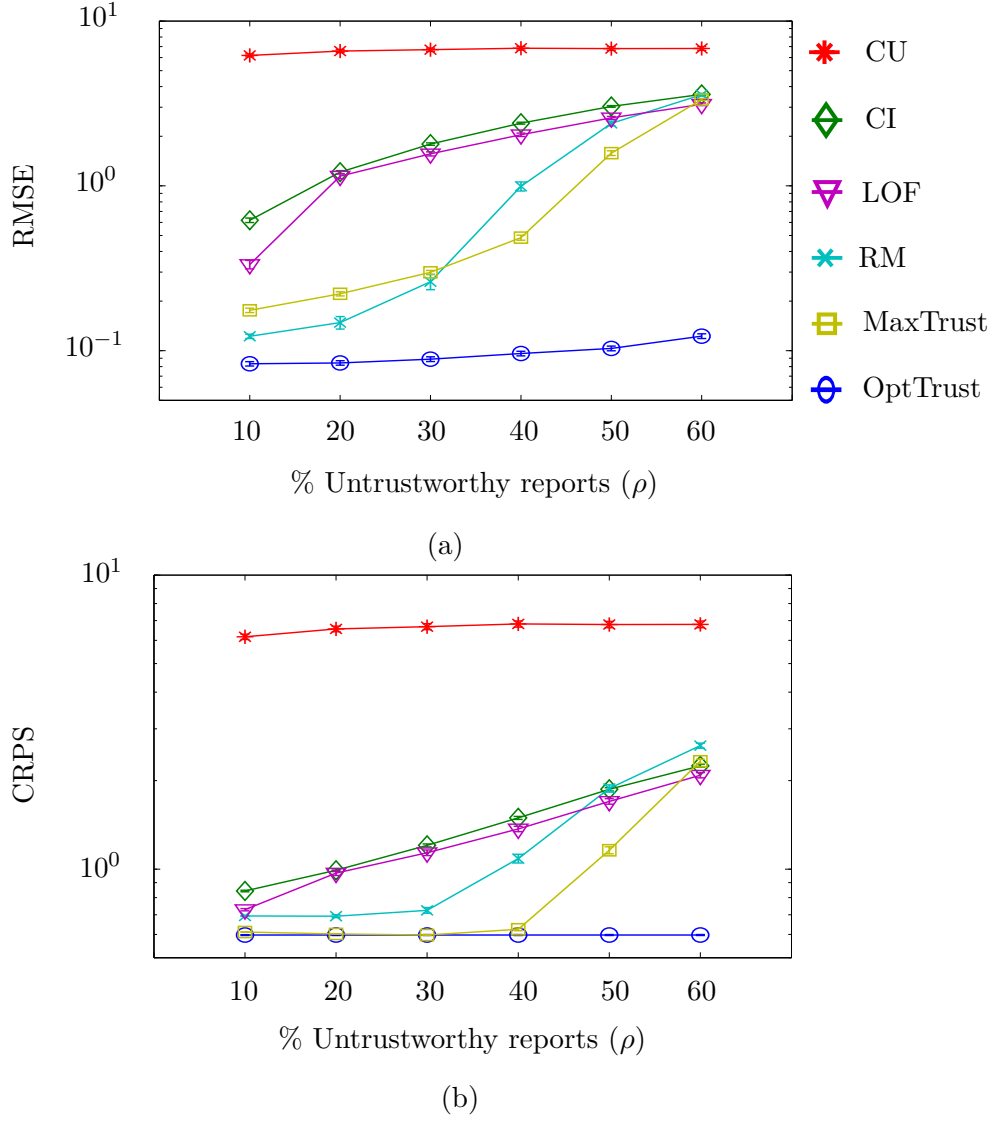 10^1
10^0
10^−1
RMSE
10 20 30 40 50 60
% Untrustworthy reports (ρ)
(a)
CU
CI
LOF
RM
MaxTrust
OptTrust
10^1
10^0
CRPS
10 20 30 40 50 60
% Untrustworthy reports (ρ)
(b)